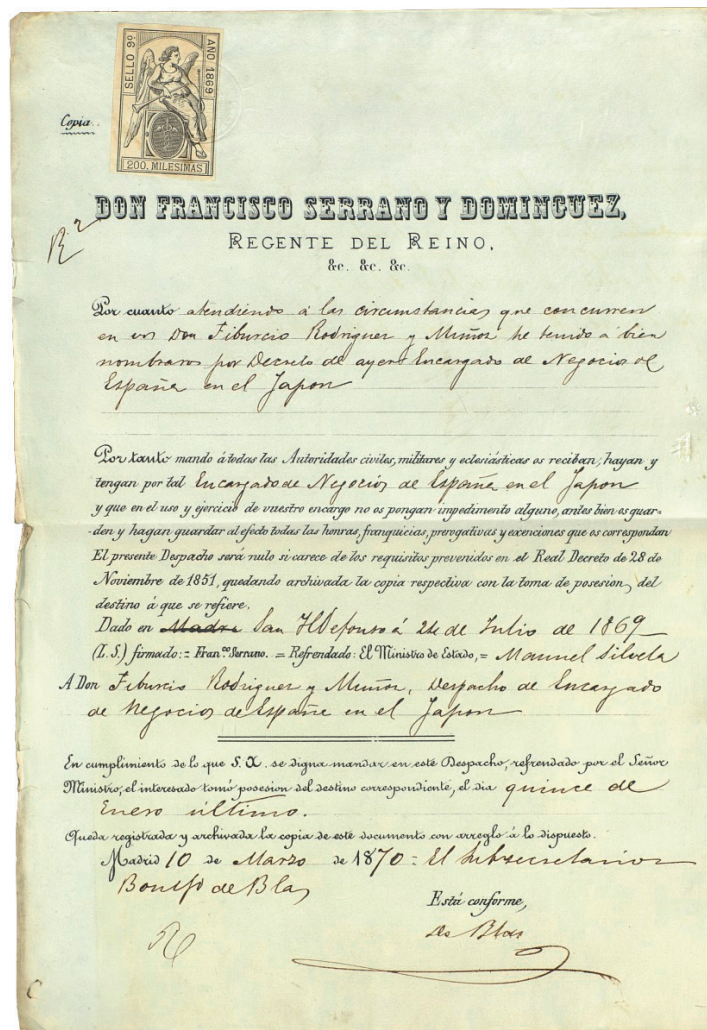 SELLO 9º AÑO 1869
200. MILESIMAS
Copia.
DON FRANCISCO SERRANO Y DOMINGUEZ,
REGENTE DEL REINO,
&c. &c. &c.
Por cuanto atendiendo á las circumstancias que concurren
en vos Don Tiburcio Rodriguez y Muñoz he tenido á bien
nombraros por Decreto de ayer Encargado de Negocios de
España en el Japon
Por tanto mando á todas las Autoridades civiles, militares y eclesiásticas os reciban, hayan y
tengan por tal Encargado de Negocios de España en el Japon
y que en el uso y ejercicio de vuestro encargo no os pongan impedimento alguno, antes bien os guar-
-den y hagan guardar al efecto todas las honras, franquicias, prerogativas y exenciones que os correspondan
El presente Despacho será nulo si carece de los requisitos prevenidos en el Real Decreto de 28 de
Noviembre de 1851, quedando archivada la copia respectiva con la toma de posesion, del
destino á que se refiere.
Dado en Madri San Ildefonso á 24 de Julio de 1869
(L. S.) firmado: = Franco. Serrano. = Refrendado: El Ministro de Estado, = Manuel Silvela
A Don Tiburcio Rodriguez y Muñoz, Despacho de Encargado
de Negocios de España en el Japon
En cumplimiento de lo que S. A. se digna mandar en este Despacho, refrendado por el Señor
Ministro, el interesado tomó posesion del destino correspondiente, el dia quince de
Enero último.
Queda registrada y archivada la copia de este documento con arreglo á lo dispuesto.
Madrid 10 de Marzo de 1870 = El Subsecretario
Bonifo de Blas
Está conforme,
De Blas